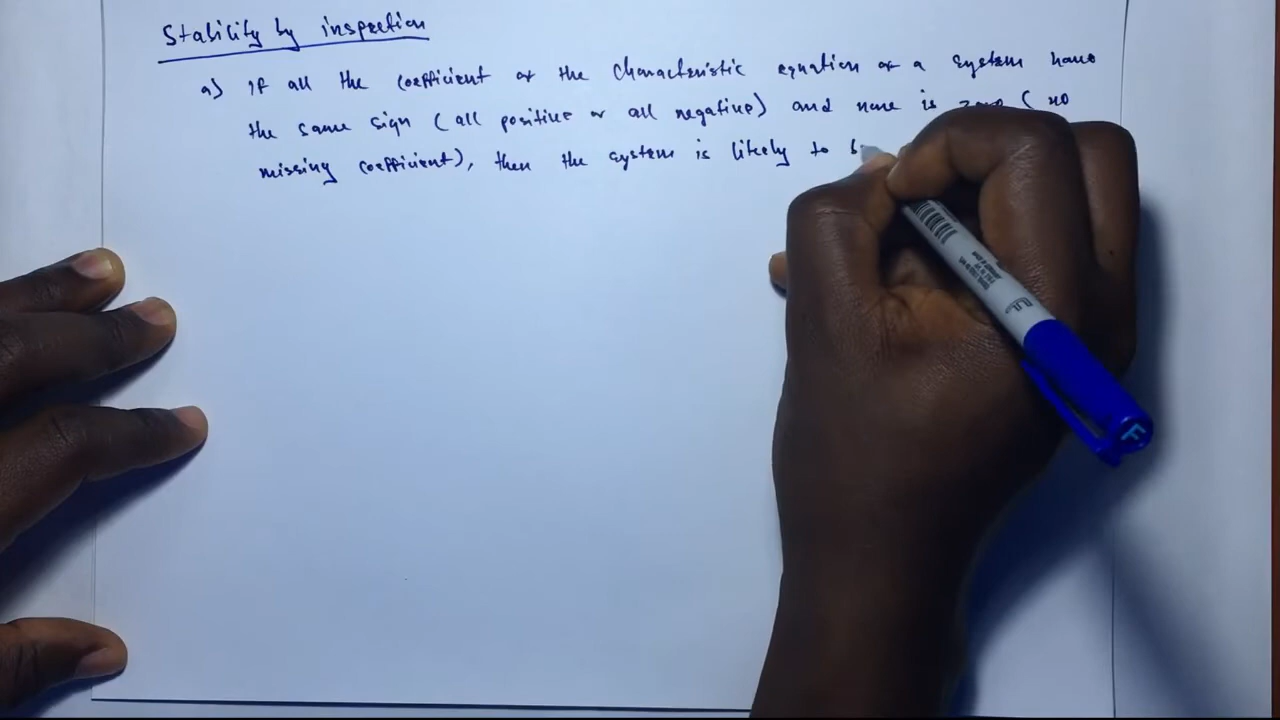 Stability by inspection
a) if all the coefficient of the characteristic equation of a system have
the same sign (all positive or all negative) and none is zero (no
missing coefficient), then the system is likely to
F
F